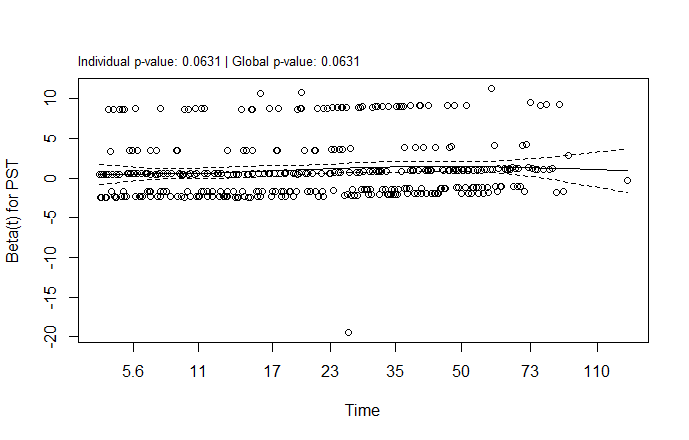 Individual p-value: 0.0631 | Global p-value: 0.0631
10
5
0
-5
-10
-15
-20
Beta(t) for PST
5.6 11 17 23 35 50 73 110
Time